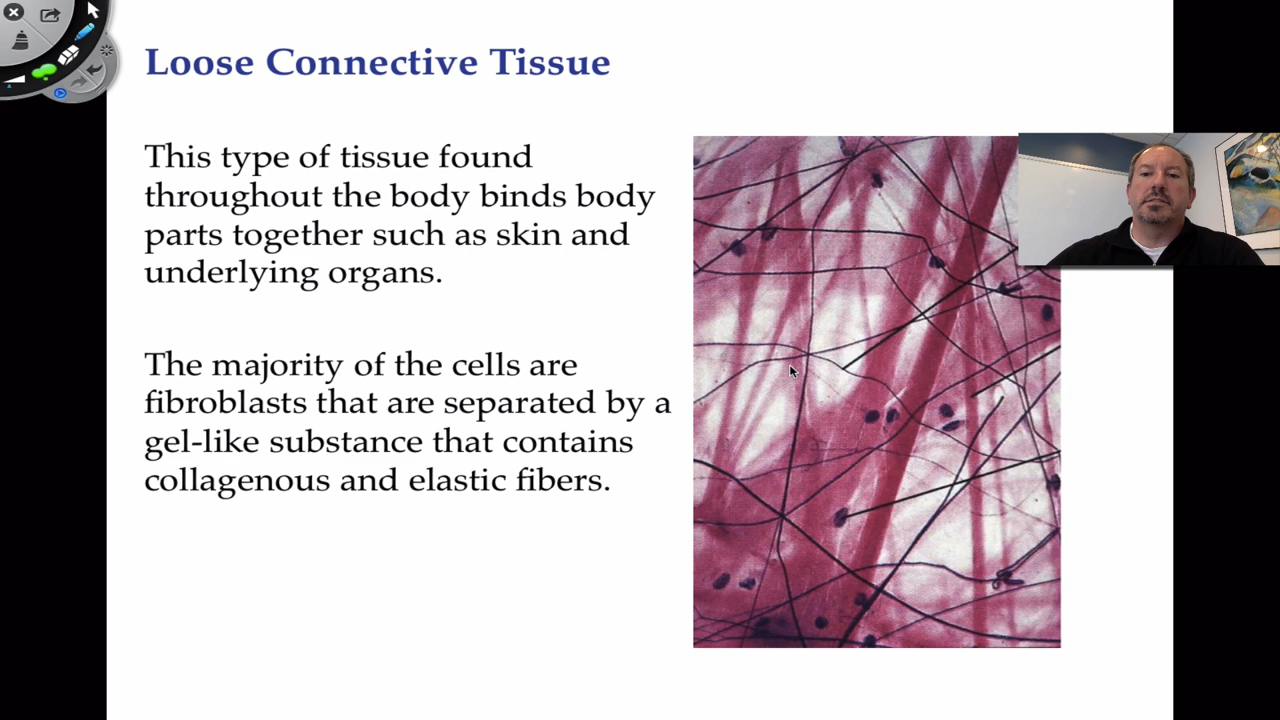 Loose Connective Tissue
This type of tissue found
throughout the body binds body
parts together such as skin and
underlying organs.
The majority of the cells are
fibroblasts that are separated by a
gel-like substance that contains
collagenous and elastic fibers.